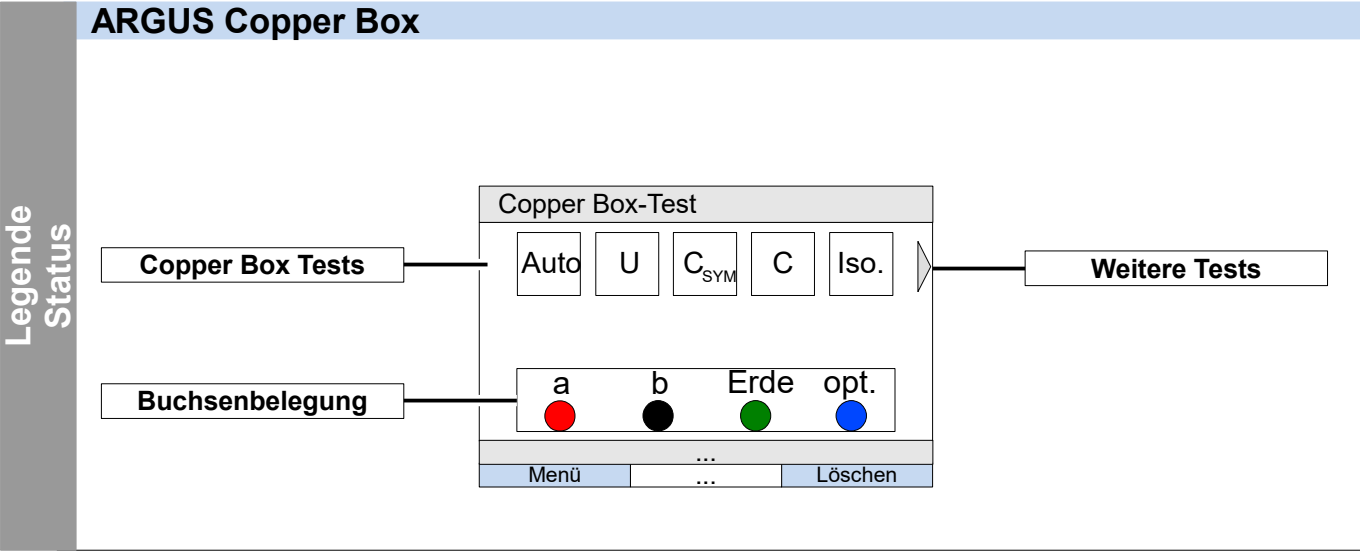 ARGUS Copper Box
Legende
Status
Copper Box-Test
Copper Box Tests
Auto U CSYM C Iso.
Weitere Tests
Buchsenbelegung
a b Erde opt.
...
Menü ... Löschen